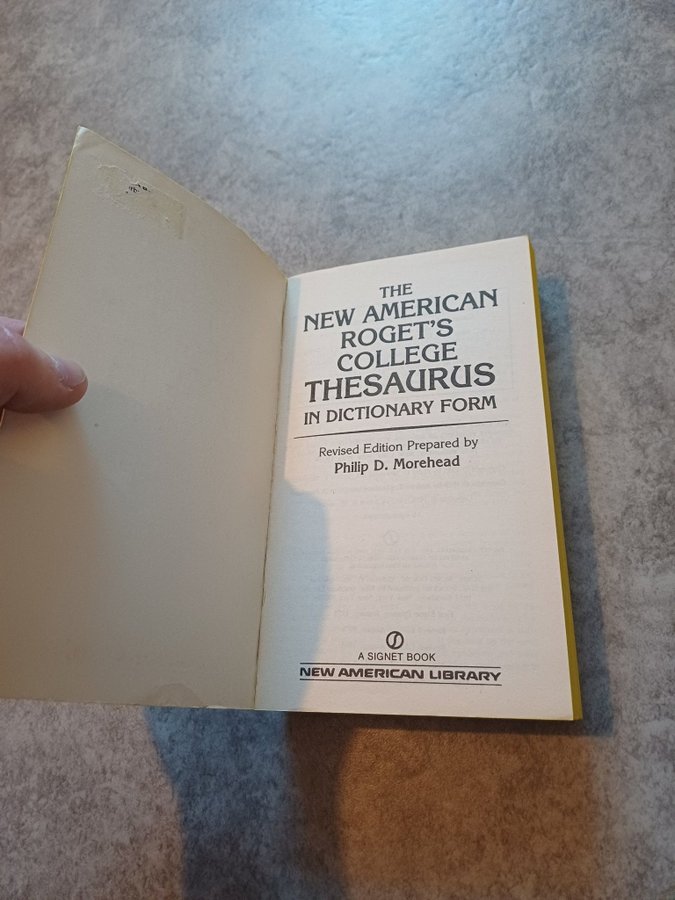 THE
NEW AMERICAN
ROGET'S
COLLEGE
THESAURUS
IN DICTIONARY FORM
Revised Edition Prepared by
Philip D. Morehead
A SIGNET BOOK
NEW AMERICAN LIBRARY